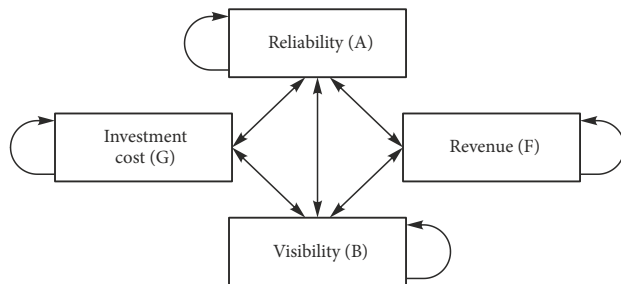 Reliability (A)
Investment
cost (G)
Revenue (F)
Visibility (B)